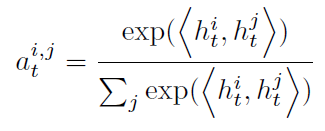 a_t^{i,j} = \frac{\exp(\langle h_t^i, h_t^j \rangle)}{\sum_j \exp(\langle h_t^i, h_t^j \rangle)}